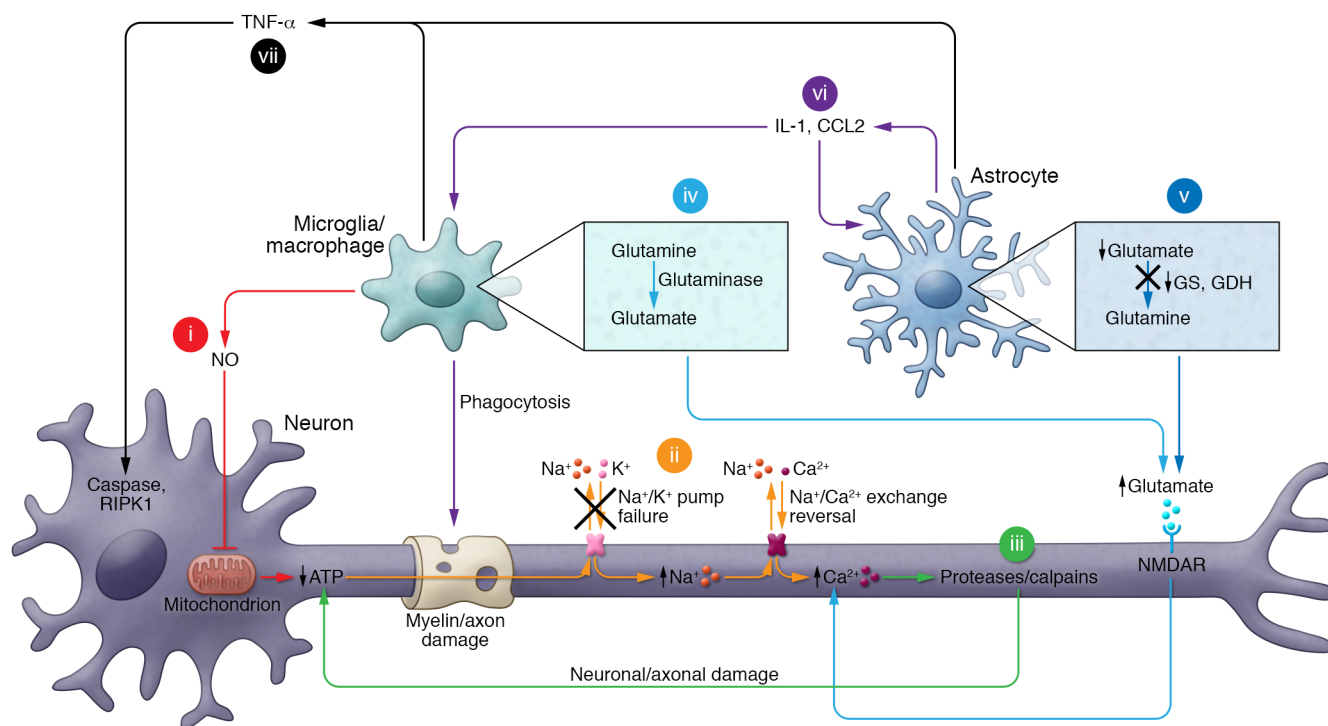 TNF-α
vii
vi
IL-1, CCL2
Astrocyte
iv
v
Microglia/
macrophage
Glutamine
Glutaminase
Glutamate
↓Glutamate
↓GS, GDH
Glutamine
i
NO
Phagocytosis
Neuron
ii
Na⁺
K⁺
Na⁺
Ca²⁺
Caspase,
RIPK1
Na⁺/K⁺ pump
failure
Na⁺/Ca²⁺ exchange
reversal
↑Glutamate
iii
NMDAR
Mitochondrion
↓ATP
↑Na⁺
↑Ca²⁺
Proteases/calpains
Myelin/axon
damage
Neuronal/axonal damage